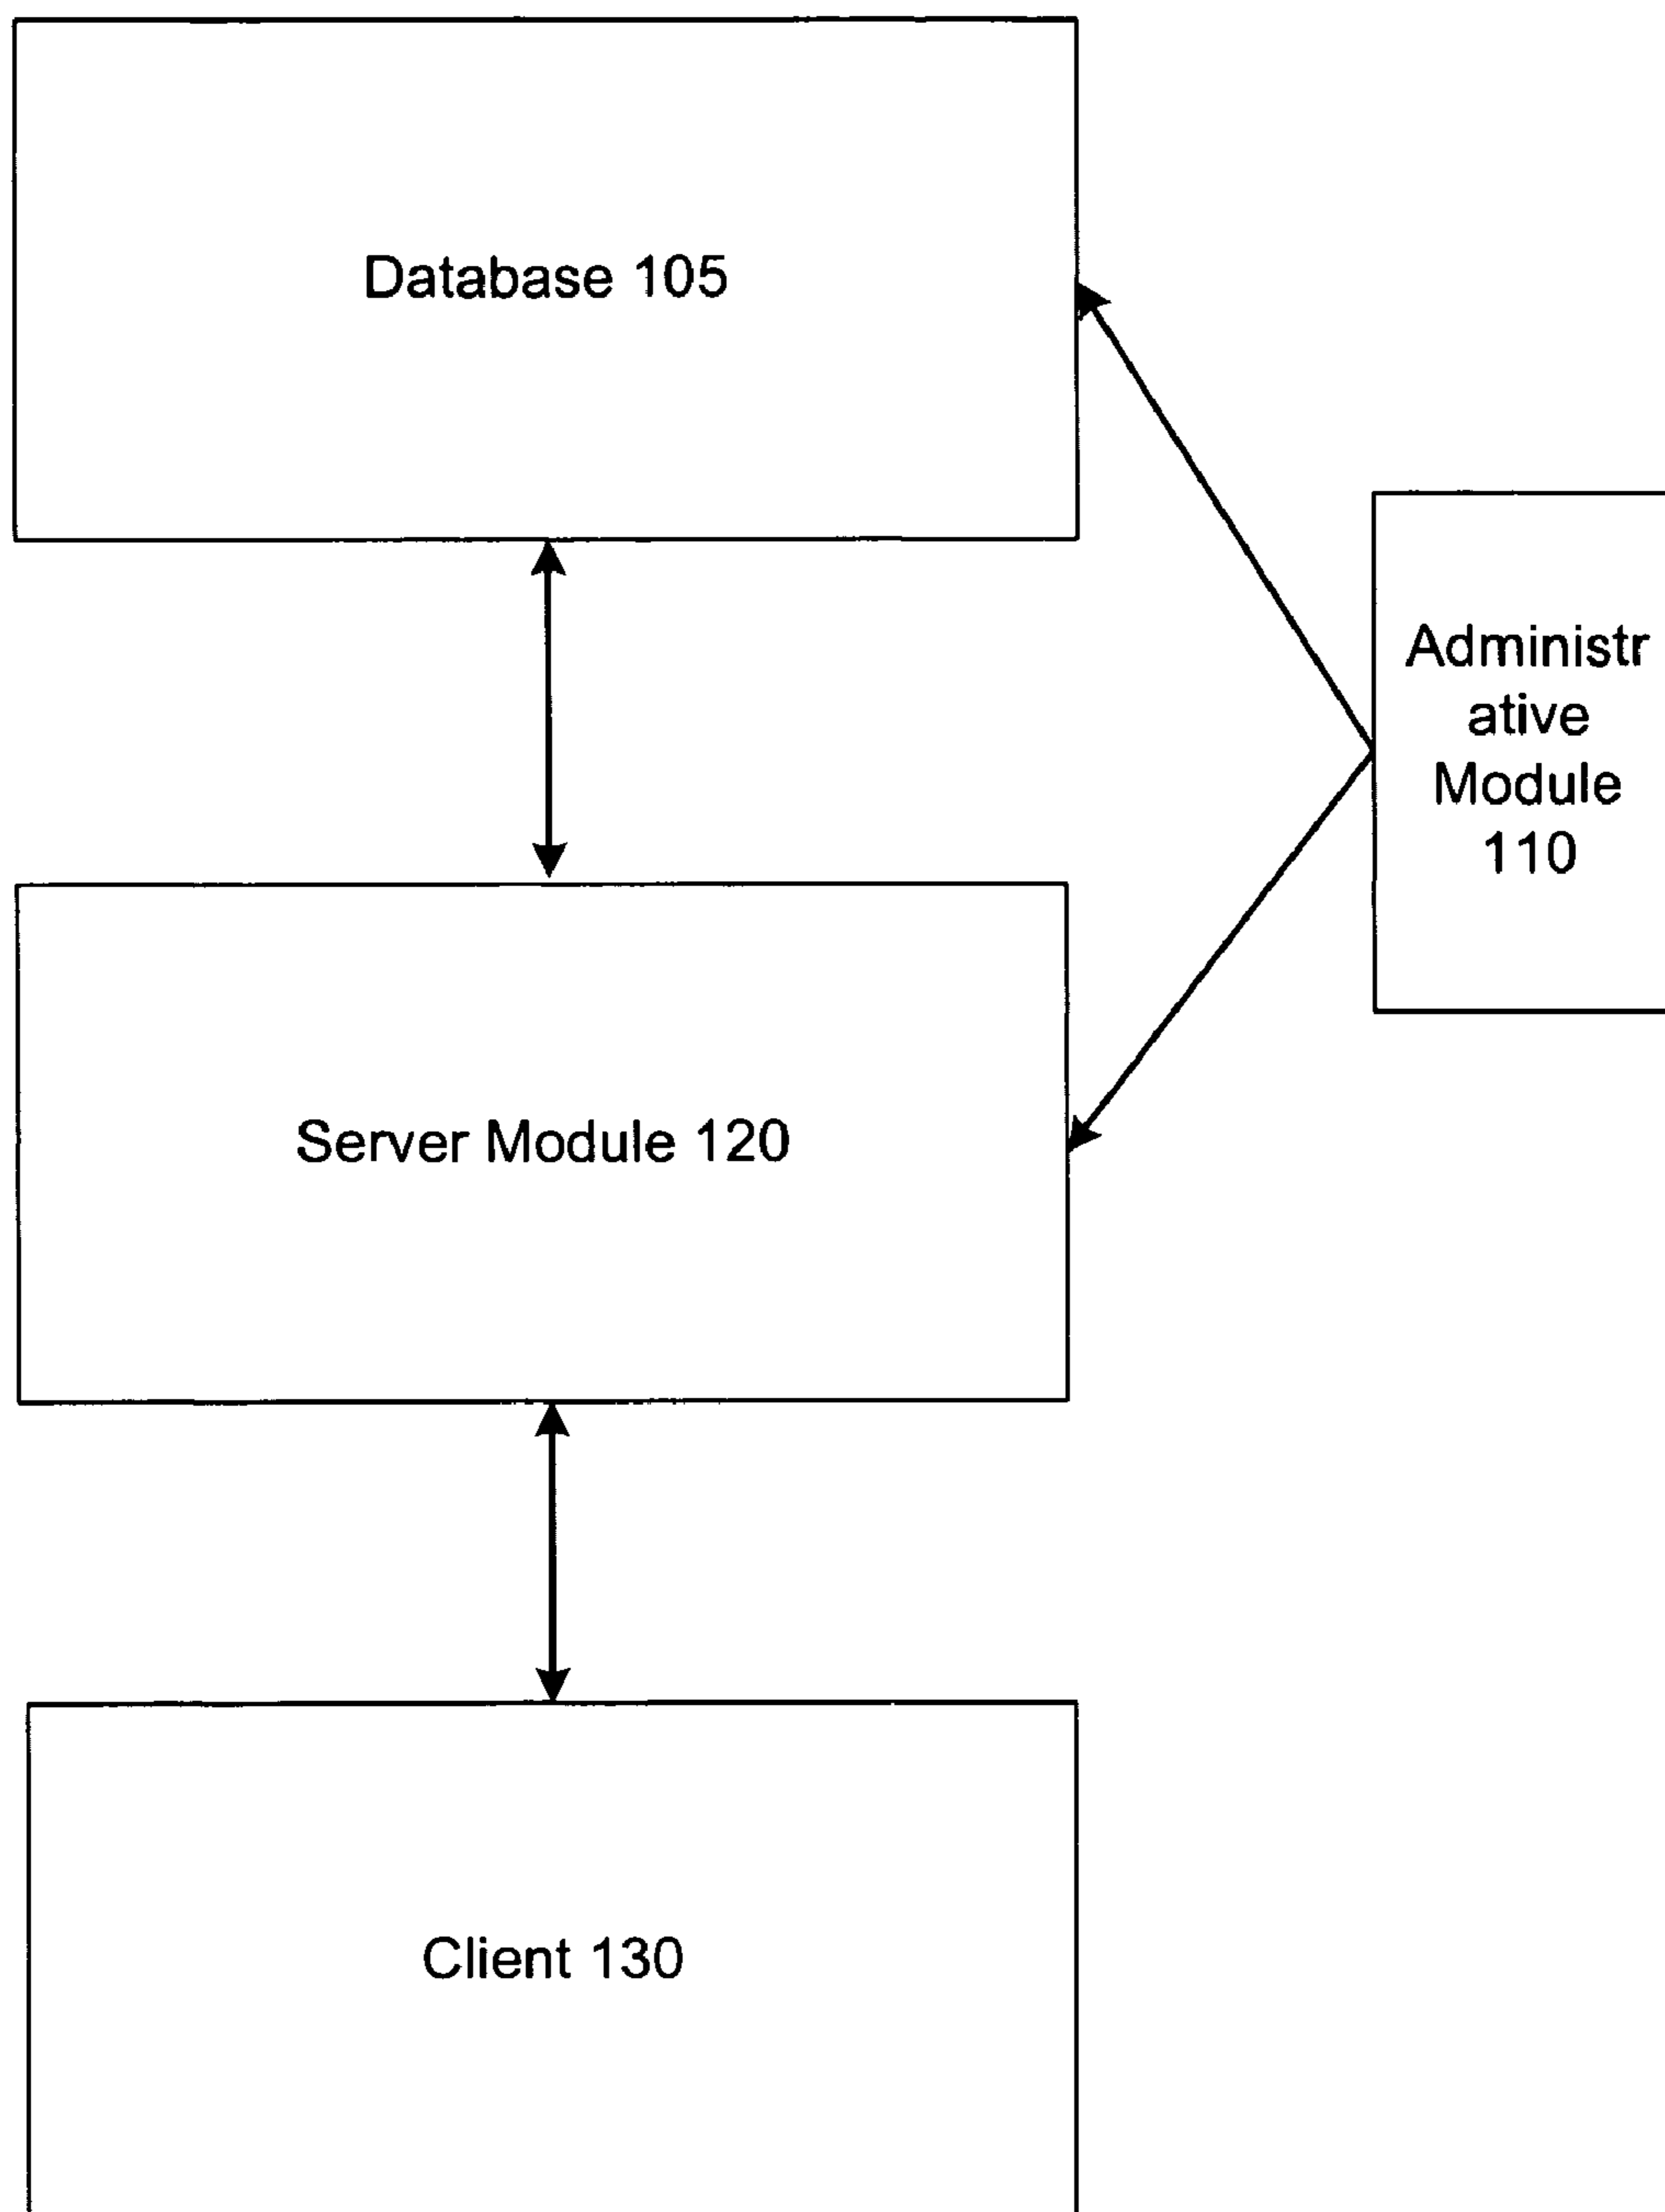 Database 105
Administr
ative
Module
110
Server Module 120
Client 130